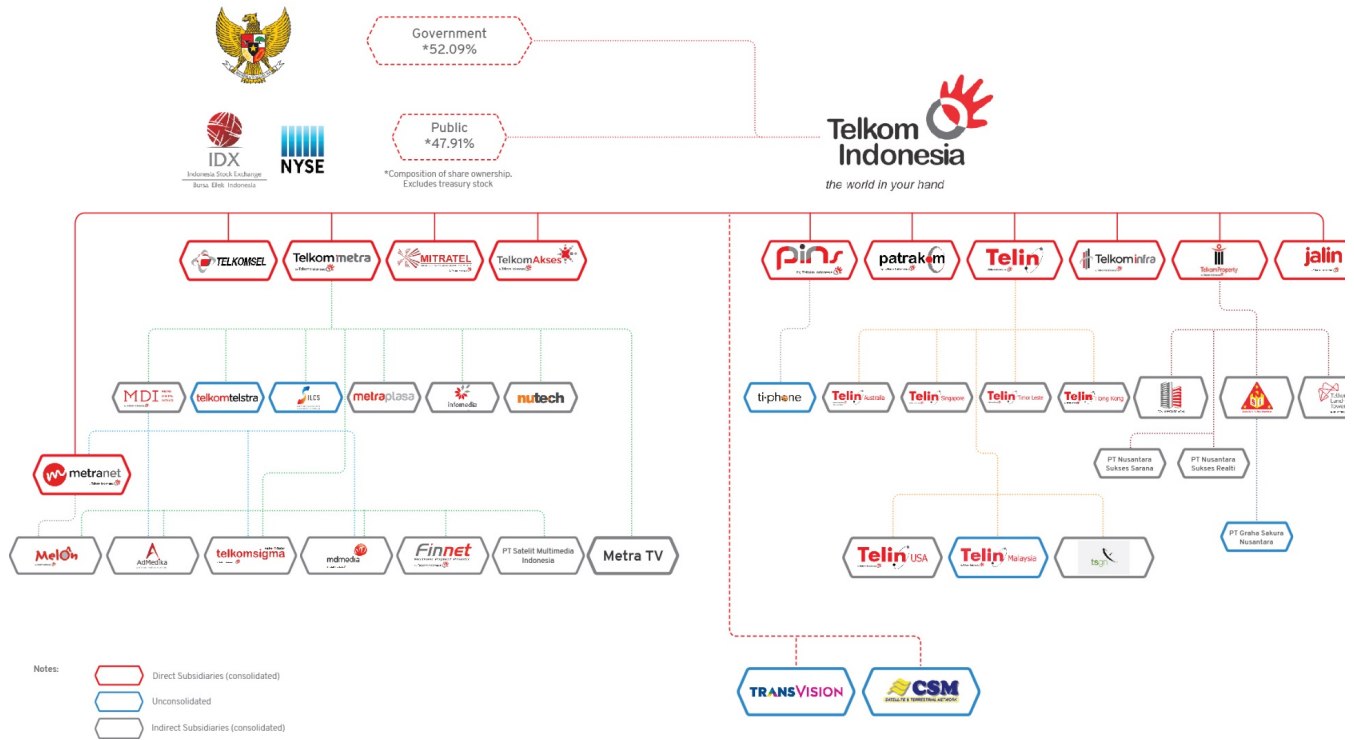 Government
*52.09%
IDX
Indonesia Stock Exchange
Bursa Efek Indonesia
NYSE
Public
*47.91%
*Composition of share ownership.
Excludes treasury stock
Telkom
Indonesia
the world in your hand
TELKOMSEL
Telkommetra
MITRATEL
TelkomAkses
pins
patrakom
Telin
Telkominfra
TelkomProperty
jalin
MDI
telkomtelstra
ILCS
metraplasa
infomedia
nutech
ti-phone
Telin Australia
Telin Singapore
Telin Timor Leste
Telin Hong Kong
metranet
PT Nusantara
Sukses Sarana
PT Nusantara
Sukses Realti
Melon
AdMedika
telkomsigma
mdmedia
Finnet
PT Satelit Multimedia
Indonesia
Metra TV
PT Graha Sakura
Nusantara
Telin USA
Telin Malaysia
tsgn
TRANSVISION
CSM
SATELLITE & TERRESTRIAL NETWORK
Notes:
Direct Subsidiaries (consolidated)
Unconsolidated
Indirect Subsidiaries (consolidated)